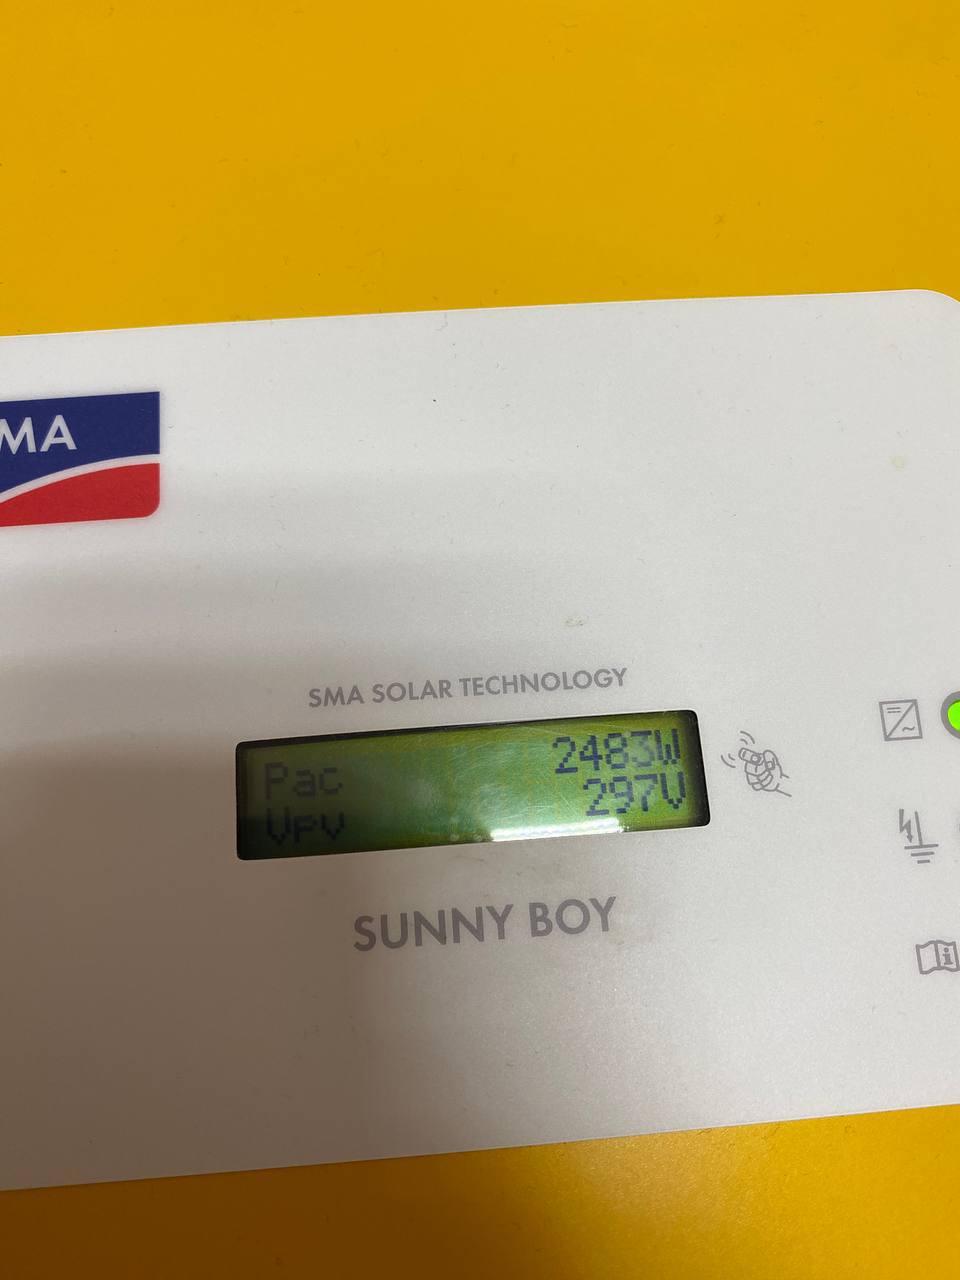 MA
SMA SOLAR TECHNOLOGY
Pac 2483W
Vpv 297V
SUNNY BOY